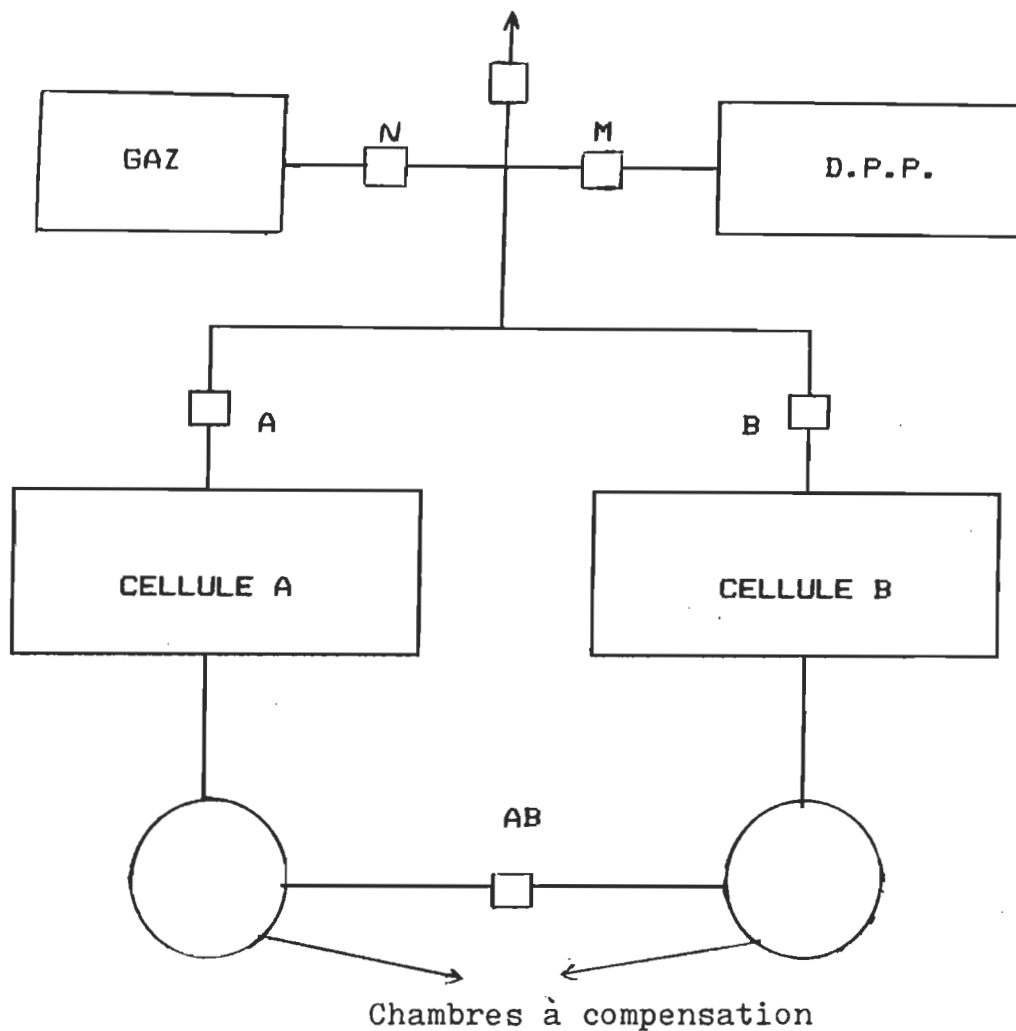 GAZ
N
M
D.P.P.
A
B
CELLULE A
CELLULE B
AB
Chambres à compensation